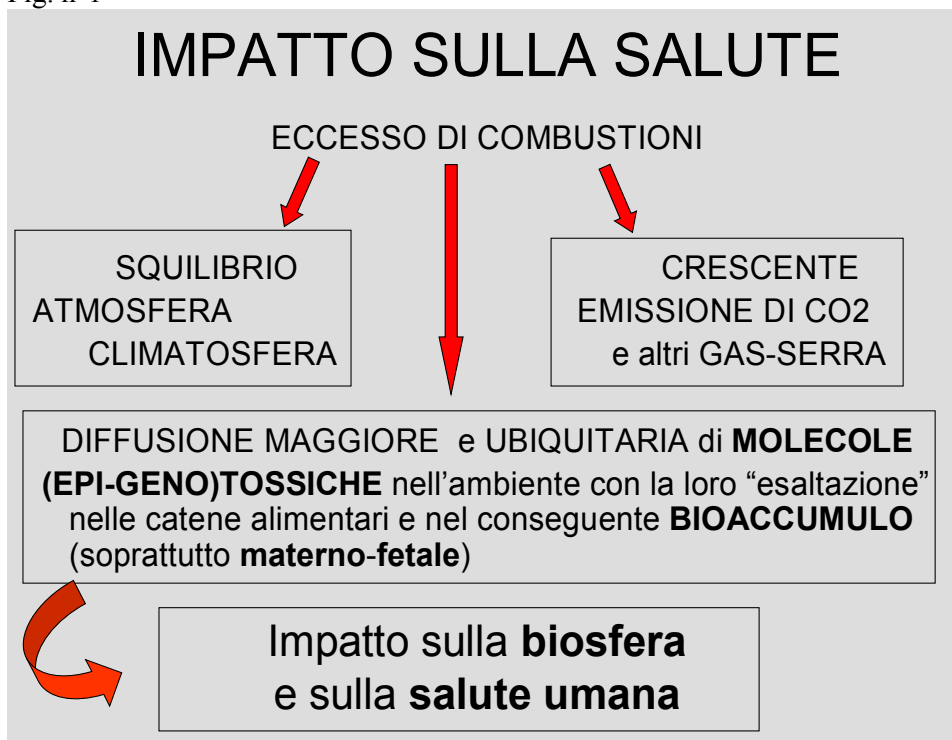 IMPATTO SULLA SALUTE
ECCESSO DI COMBUSTIONI
SQUILIBRIO
ATMOSFERA
CLIMATOSFERA
CRESCENTE
EMISSIONE DI CO2
e altri GAS-SERRA
DIFFUSIONE MAGGIORE e UBIQUITARIA di MOLECOLE
(EPI-GENO)TOSSICHE nell’ambiente con la loro “esaltazione”
nelle catene alimentari e nel conseguente BIOACCUMULO
(soprattutto materno-fetale)
Impatto sulla biosfera
e sulla salute umana